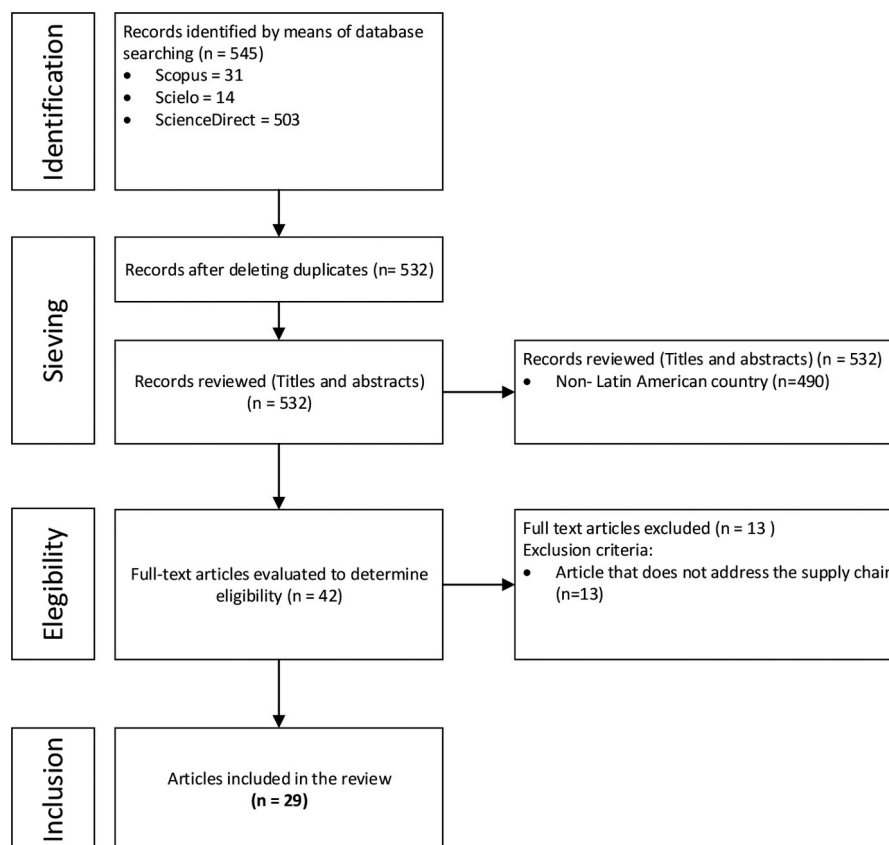 Identification
Records identified by means of database
searching (n = 545)
• Scopus = 31
• Scielo = 14
• ScienceDirect = 503
Sieving
Records after deleting duplicates (n= 532)
Records reviewed (Titles and abstracts)
(n = 532)
Records reviewed (Titles and abstracts) (n = 532)
• Non- Latin American country (n=490)
Elegibility
Full-text articles evaluated to determine
eligibility (n = 42)
Full text articles excluded (n = 13 )
Exclusion criteria:
• Article that does not address the supply chain
(n=13)
Inclusion
Articles included in the review
(n = 29)